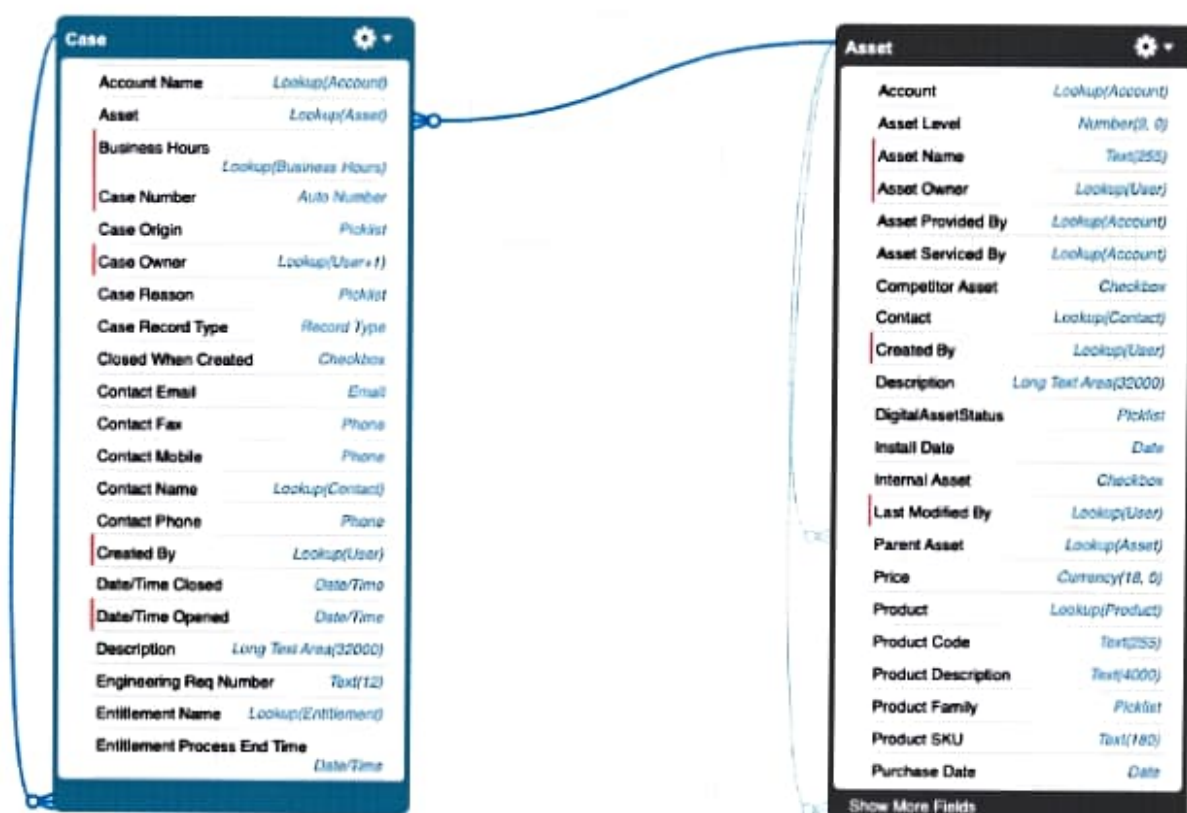 Case
Account Name Lookup(Account)
Asset Lookup(Asset)
Business Hours
Lookup(Business Hours)
Case Number Auto Number
Case Origin Picklist
Case Owner Lookup(User+1)
Case Reason Picklist
Case Record Type Record Type
Closed When Created Checkbox
Contact Email Email
Contact Fax Phone
Contact Mobile Phone
Contact Name Lookup(Contact)
Contact Phone Phone
Created By Lookup(User)
Date/Time Closed Date/Time
Date/Time Opened Date/Time
Description Long Text Area(32000)
Engineering Req Number Text(12)
Entitlement Name Lookup(Entitlement)
Entitlement Process End Time
Date/Time
Asset
Account Lookup(Account)
Asset Level Number(9, 0)
Asset Name Text(255)
Asset Owner Lookup(User)
Asset Provided By Lookup(Account)
Asset Serviced By Lookup(Account)
Competitor Asset Checkbox
Contact Lookup(Contact)
Created By Lookup(User)
Description Long Text Area(32000)
DigitalAssetStatus Picklist
Install Date Date
Internal Asset Checkbox
Last Modified By Lookup(User)
Parent Asset Lookup(Asset)
Price Currency(18, 0)
Product Lookup(Product)
Product Code Text(255)
Product Description Text(4000)
Product Family Picklist
Product SKU Text(180)
Purchase Date Date
Show More Fields